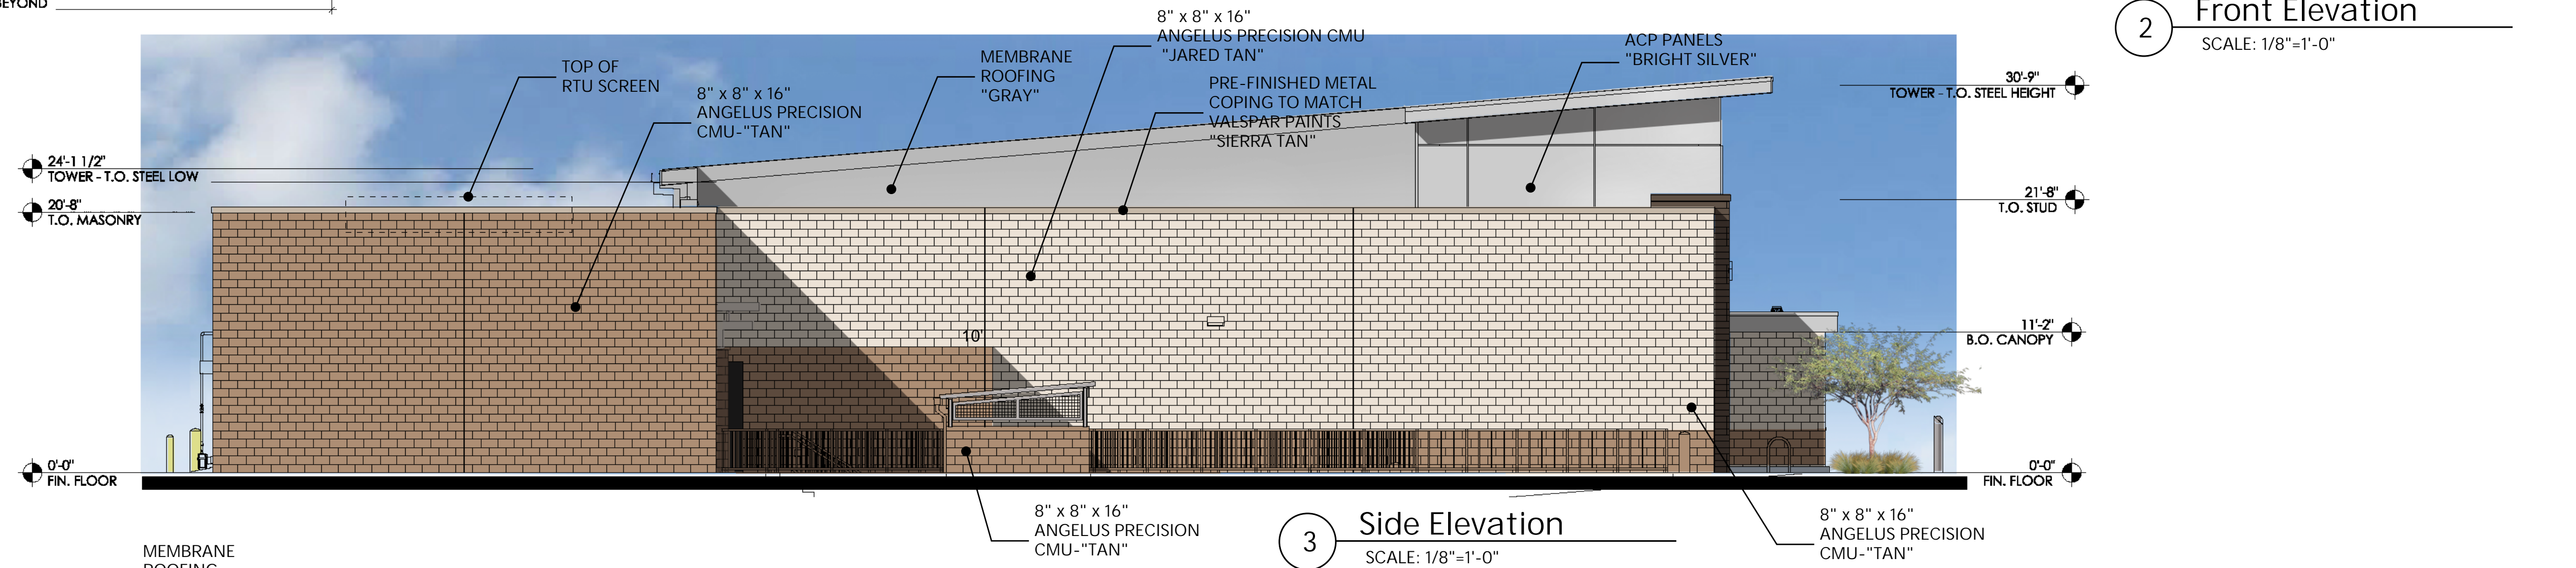 BEYOND
2
Front Elevation
SCALE: 1/8"=1'-0"
TOP OF
RTU SCREEN
8" x 8" x 16"
ANGELUS PRECISION
CMU-"TAN"
MEMBRANE
ROOFING
"GRAY"
8" x 8" x 16"
ANGELUS PRECISION CMU
"JARED TAN"
PRE-FINISHED METAL
COPING TO MATCH
VALSPAR PAINTS
"SIERRA TAN"
ACP PANELS
"BRIGHT SILVER"
24'-1 1/2"
TOWER - T.O. STEEL LOW
20'-8"
T.O. MASONRY
0'-0"
FIN. FLOOR
10'
30'-9"
TOWER - T.O. STEEL HEIGHT
21'-8"
T.O. STUD
11'-2"
B.O. CANOPY
0'-0"
FIN. FLOOR
8" x 8" x 16"
ANGELUS PRECISION
CMU-"TAN"
3
Side Elevation
SCALE: 1/8"=1'-0"
8" x 8" x 16"
ANGELUS PRECISION
CMU-"TAN"
MEMBRANE
ROOFING